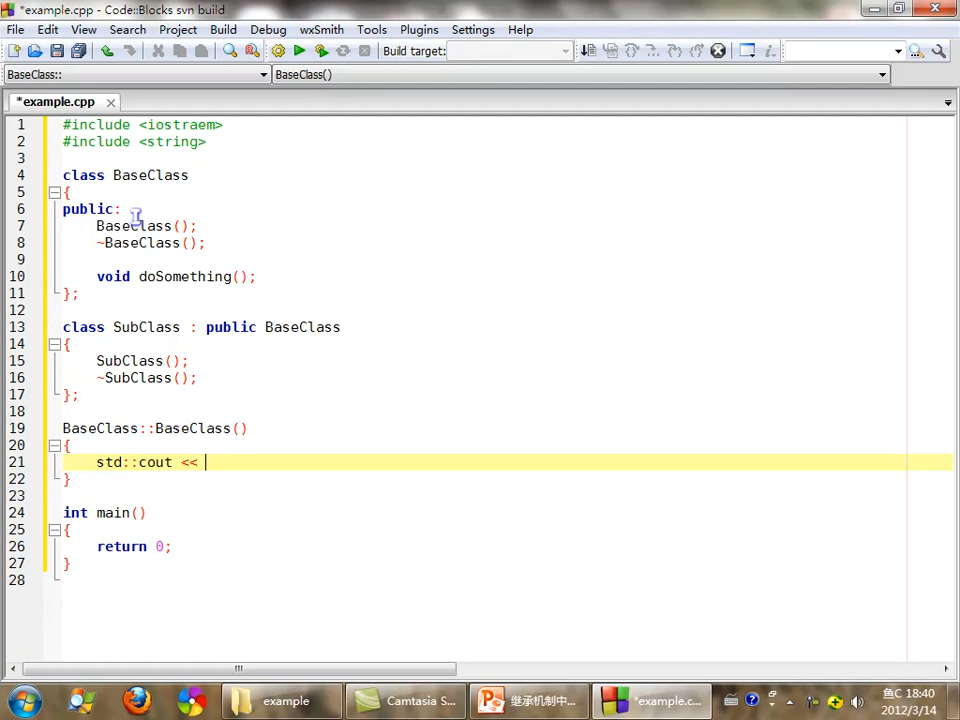 *example.cpp - Code::Blocks svn build
File Edit View Search Project Build Debug wxSmith Tools Plugins Settings Help
Build target:
BaseClass:: BaseClass()
*example.cpp
1 #include <iostraem>
2 #include <string>
3
4 class BaseClass
5 {
6 public:
7 BaseClass();
8 ~BaseClass();
9
10 void doSomething();
11 };
12
13 class SubClass : public BaseClass
14 {
15 SubClass();
16 ~SubClass();
17 };
18
19 BaseClass::BaseClass()
20 {
21 std::cout <<
22 }
23
24 int main()
25 {
26 return 0;
27 }
28
example Camtasia S... 继承机制中... *example.c... 鱼C 18:40
2012/3/14